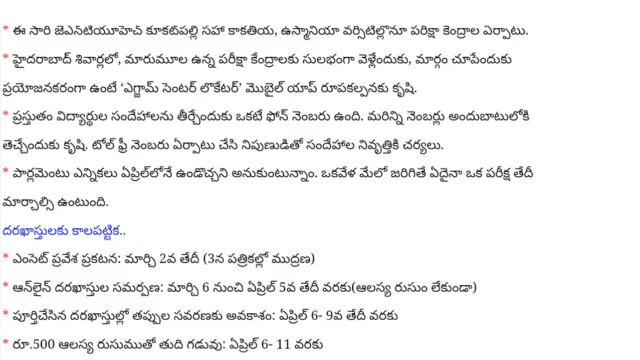 * ఈ సారి జెఎన్‌టియూహెచ్ కూకట్‌పల్లి సహా కాకతియ, ఉస్మానియా వర్సిటిల్లోనూ పరిక్షా కేంద్రాల ఏర్పాటు.
* హైదరాబాద్ శివార్లలో, మారుమూల ఉన్న పరీక్షా కేంద్రాలకు సులభంగా వెళ్లేందుకు, మార్గం చూపేందుకు
ప్రయోజనకరంగా ఉంటే 'ఎగ్జామ్ సెంటర్ లొకేటర్' మొబైల్ యాప్ రూపకల్పనకు కృషి.
* ప్రస్తుతం విద్యార్థుల సందేహాలను తీర్చేందుకు ఒకటే ఫోన్ నెంబరు ఉంది. మరిన్ని నెంబర్లు అందుబాటులోకి
తెచ్చేందుకు కృషి. టోల్ ఫ్రీ నెంబరు ఏర్పాటు చేసి నిపుణుడితో సందేహాల నివృత్తికి చర్యలు.
* పార్లమెంటు ఎన్నికలు ఏప్రిల్‌లోనే ఉండొచ్చని అనుకుంటున్నాం. ఒకవేళ మేలో జరిగితే ఏదైనా ఒక పరీక్ష తేదీ
మార్చాల్సి ఉంటుంది.
దరఖాస్తులకు కాలపట్టిక..
* ఎంసెట్ ప్రవేశ ప్రకటన: మార్చి 2వ తేదీ (3న పత్రికల్లో ముద్రణ)
* ఆన్‌లైన్ దరఖాస్తుల సమర్పణ: మార్చి 6 నుంచి ఏప్రిల్ 5వ తేదీ వరకు(ఆలస్య రుసుం లేకుండా)
* పూర్తిచేసిన దరఖాస్తుల్లో తప్పుల సవరణకు అవకాశం: ఏప్రిల్ 6- 9వ తేదీ వరకు
* రూ.500 ఆలస్య రుసుముతో తుది గడువు: ఏప్రిల్ 6- 11 వరకు